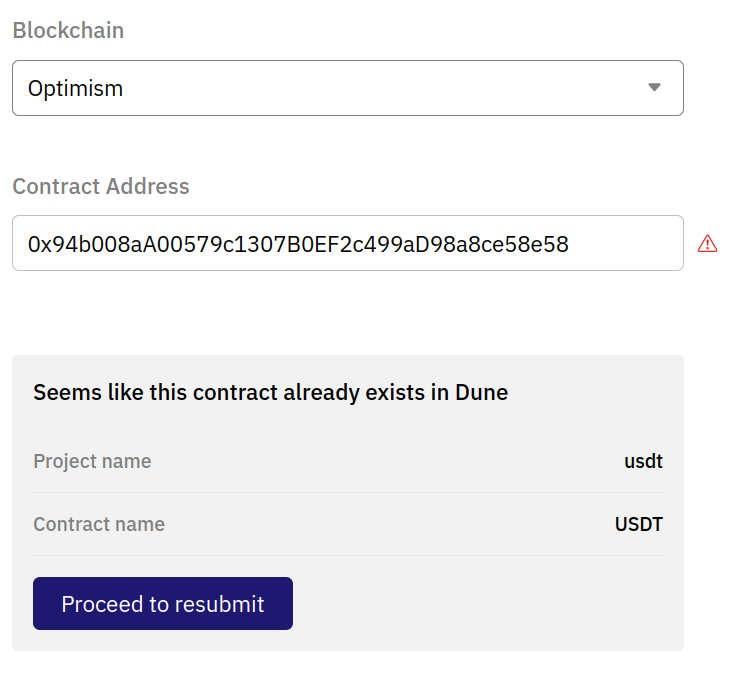 Blockchain
Optimism
Contract Address
0x94b008aA00579c1307B0EF2c499aD98a8ce58e58
Seems like this contract already exists in Dune
Project name usdt
Contract name USDT
Proceed to resubmit